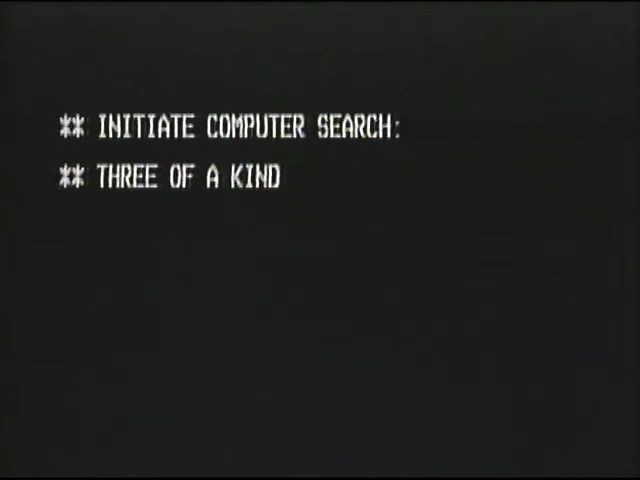 ** INITIATE COMPUTER SEARCH:
** THREE OF A KIND